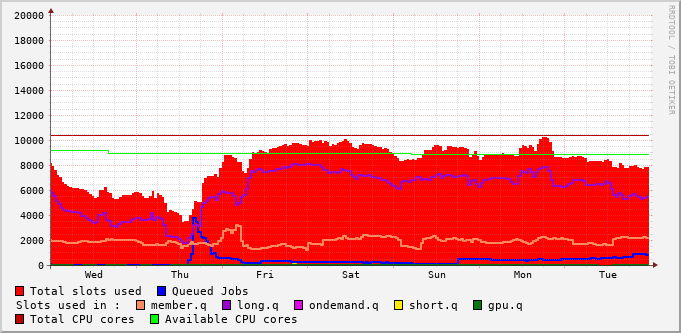 20000
18000
16000
14000
12000
10000
8000
6000
4000
2000
0
Wed Thu Fri Sat Sun Mon Tue
RRDTOOL / TOBI OETIKER
Total slots used Queued Jobs
Slots used in : member.q long.q ondemand.q short.q gpu.q
Total CPU cores Available CPU cores